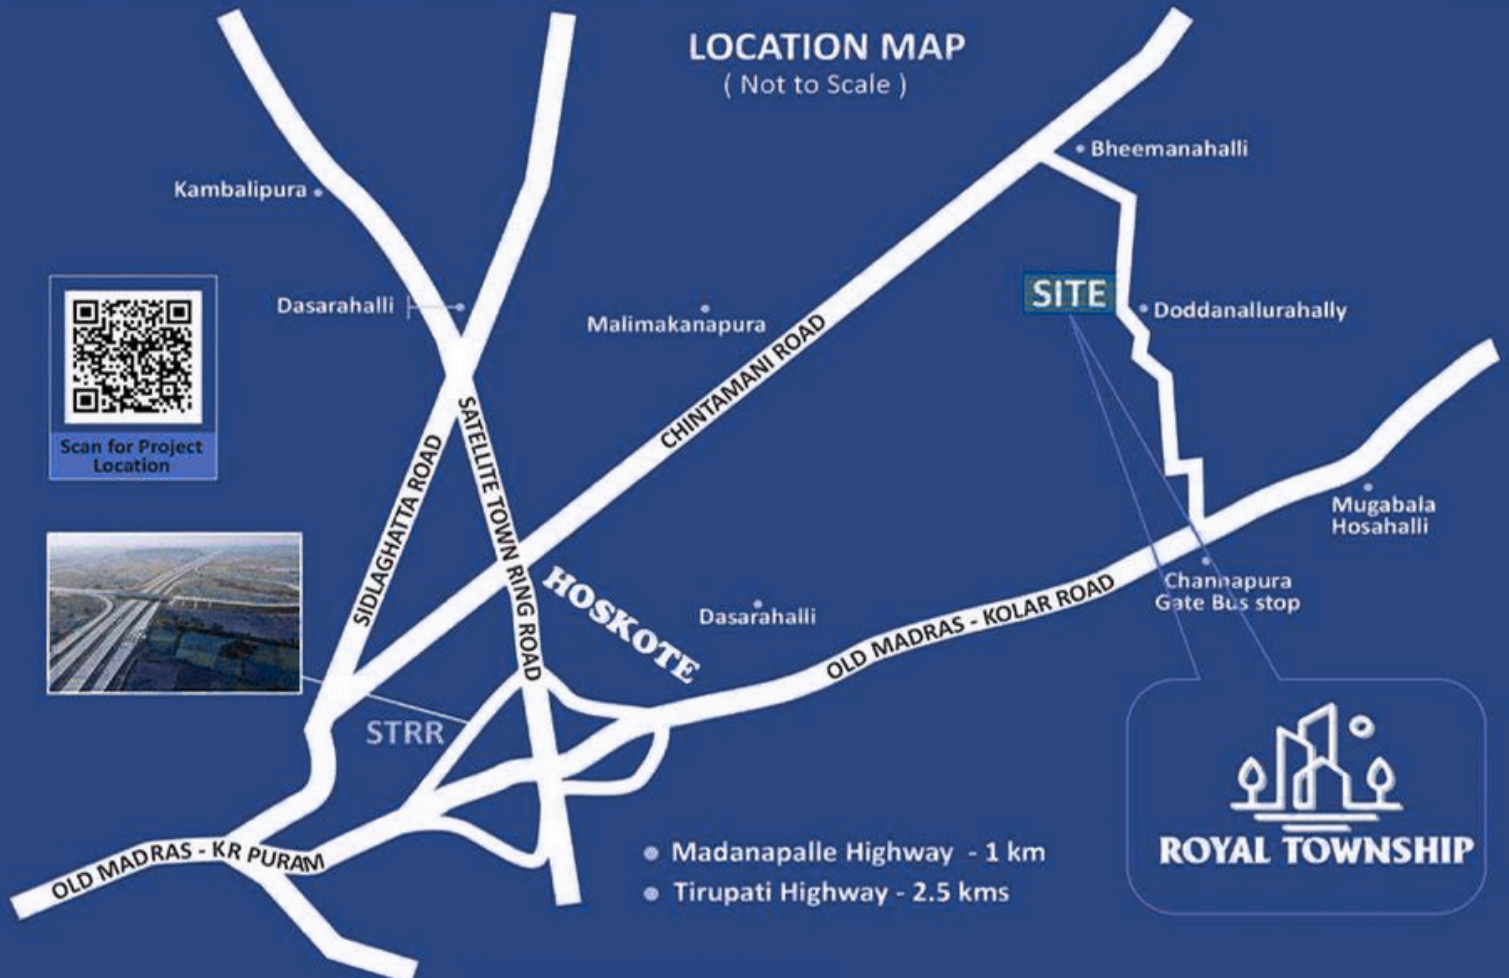 LOCATION MAP
( Not to Scale )
Bheemanahalli
Kambalipura
SITE
Dasarahalli
Malimakanapura
Doddanallurahally
CHINTAMANI ROAD
Scan for Project
Location
SIDLAGHATTA ROAD
SATELLITE TOWN RING ROAD
Mugabala
Hosahalli
HOSKOTE
Dasarahalli
Channapura
Gate Bus stop
OLD MADRAS - KOLAR ROAD
STRR
OLD MADRAS - KR PURAM
Madanapalle Highway - 1 km
Tirupati Highway - 2.5 kms
ROYAL TOWNSHIP